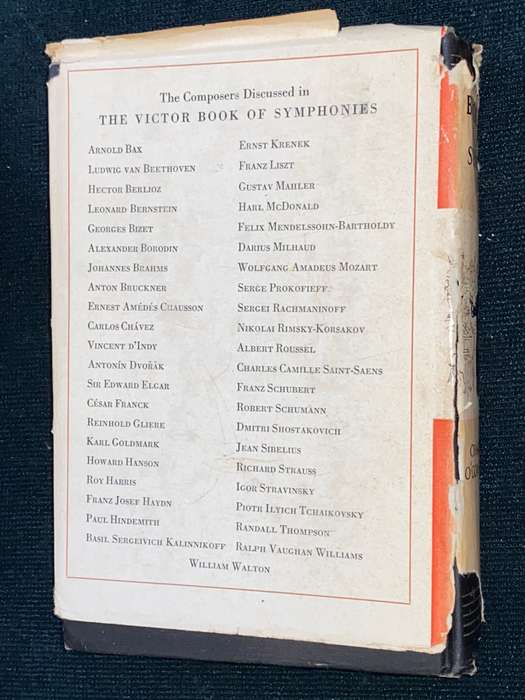 The Composers Discussed in
THE VICTOR BOOK OF SYMPHONIES
Arnold Bax
Ludwig van Beethoven
Hector Berlioz
Leonard Bernstein
Georges Bizet
Alexander Borodin
Johannes Brahms
Anton Bruckner
Ernest Amédés Chausson
Carlos Chávez
Vincent d'Indy
Antonín Dvořák
Sir Edward Elgar
César Franck
Reinhold Gliere
Karl Goldmark
Howard Hanson
Roy Harris
Franz Josef Haydn
Paul Hindemith
Basil Sergeivich Kalinnikoff
Ernst Krenek
Franz Liszt
Gustav Mahler
Harl McDonald
Felix Mendelssohn-Bartholdy
Darius Milhaud
Wolfgang Amadeus Mozart
Serge Prokofieff
Sergei Rachmaninoff
Nikolai Rimsky-Korsakov
Albert Roussel
Charles Camille Saint-Saens
Franz Schubert
Robert Schumann
Dmitri Shostakovich
Jean Sibelius
Richard Strauss
Igor Stravinsky
Piotr Ilyich Tchaikovsky
Randall Thompson
Ralph Vaughan Williams
William Walton